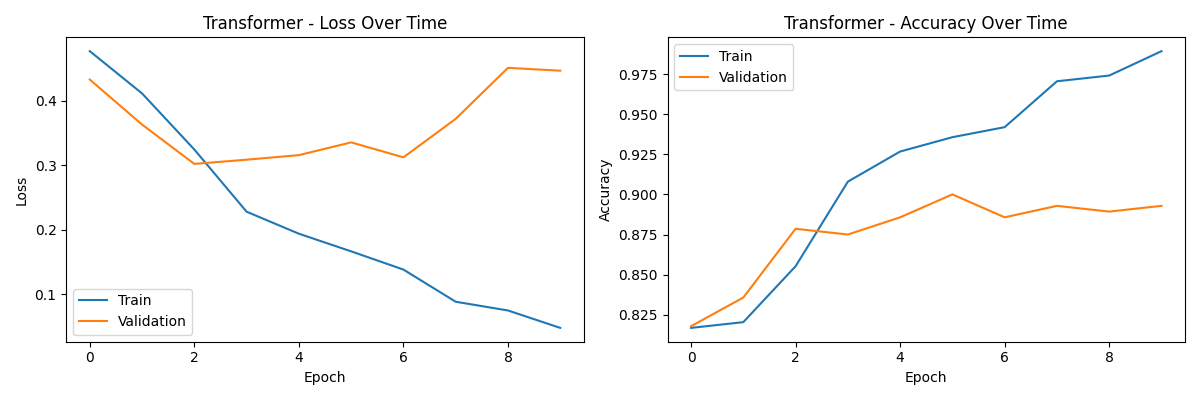 Transformer - Loss Over Time
Loss
0.4
0.3
0.2
0.1
Train
Validation
0 2 4 6 8
Epoch
Transformer - Accuracy Over Time
Accuracy
Train
Validation
0.975
0.950
0.925
0.900
0.875
0.850
0.825
0 2 4 6 8
Epoch